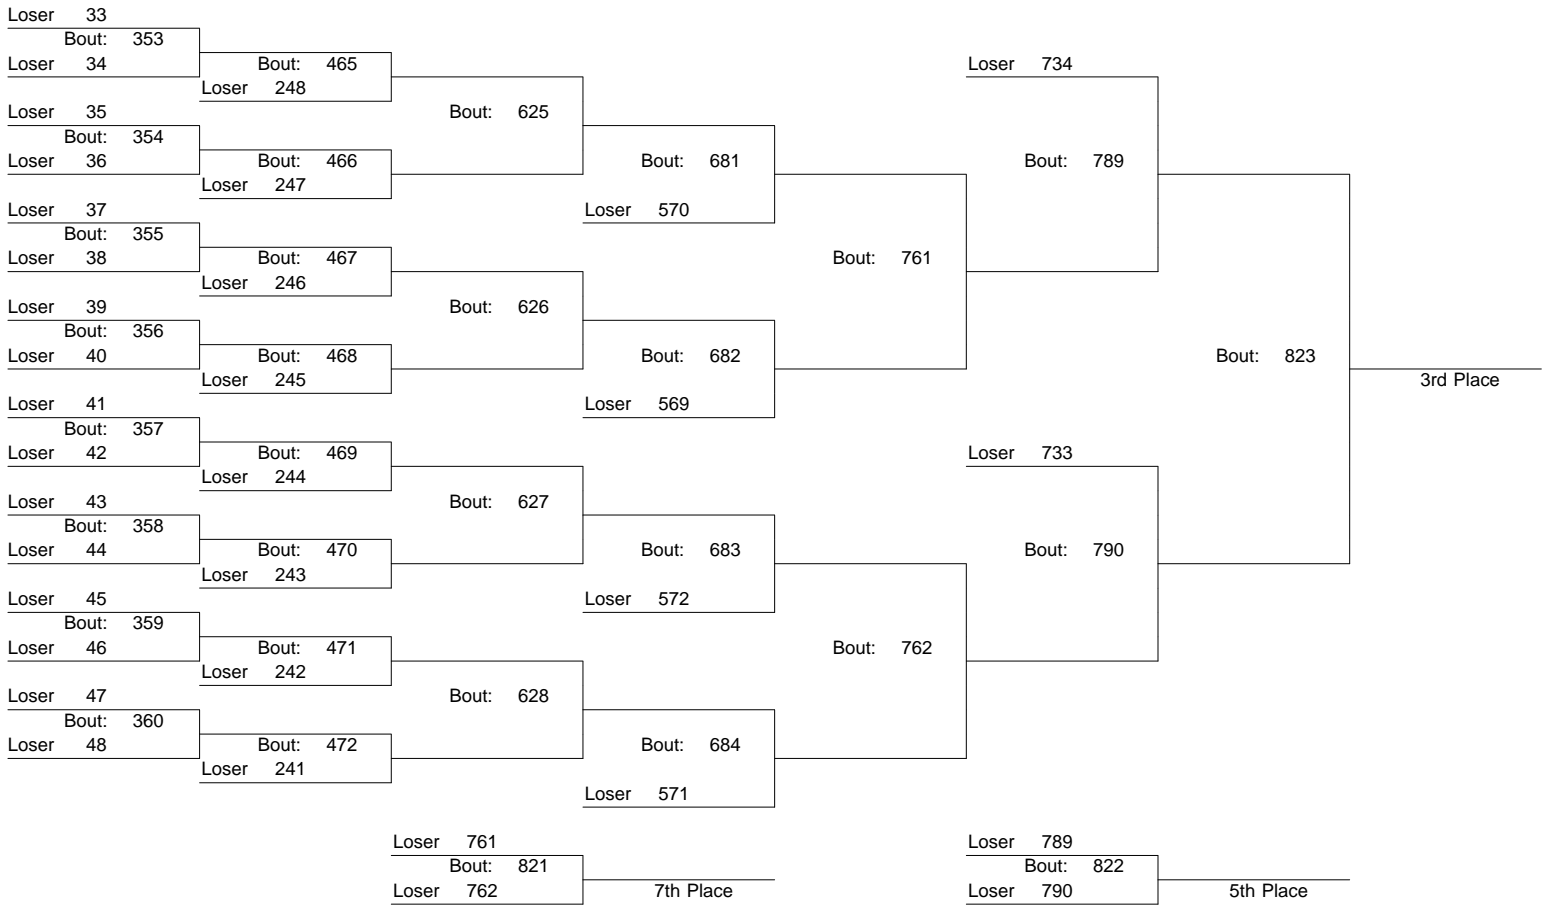 Loser 33
Bout: 353
Loser 34 Bout: 465 Loser 734
Loser 248
Loser 35 Bout: 625
Bout: 354
Loser 36 Bout: 466 Bout: 681 Bout: 789
Loser 247
Loser 37 Loser 570
Bout: 355
Loser 38 Bout: 467 Bout: 761
Loser 246
Loser 39 Bout: 626
Bout: 356
Loser 40 Bout: 468 Bout: 682 Bout: 823
Loser 245 3rd Place
Loser 41 Loser 569
Bout: 357
Loser 42 Bout: 469 Loser 733
Loser 244
Loser 43 Bout: 627
Bout: 358
Loser 44 Bout: 470 Bout: 683 Bout: 790
Loser 243
Loser 45 Loser 572
Bout: 359
Loser 46 Bout: 471 Bout: 762
Loser 242
Loser 47 Bout: 628
Bout: 360
Loser 48 Bout: 472 Bout: 684
Loser 241
Loser 571
Loser 761 Loser 789
Bout: 821 Bout: 822
Loser 762 7th Place Loser 790 5th Place